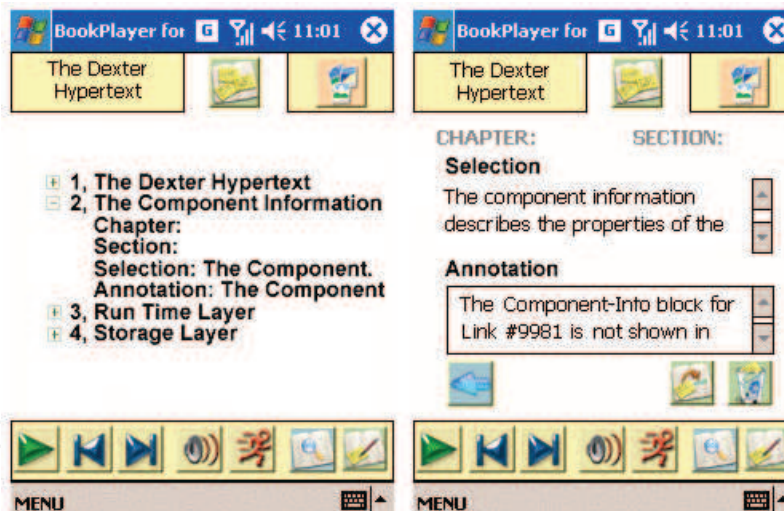 BookPlayer for G 11:01
The Dexter
Hypertext
+ 1, The Dexter Hypertext
- 2, The Component Information
Chapter:
Section:
Selection: The Component.
Annotation: The Component
+ 3, Run Time Layer
+ 4, Storage Layer
MENU
BookPlayer for G 11:01
The Dexter
Hypertext
CHAPTER: SECTION:
Selection
The component information
describes the properties of the
Annotation
The Component-Info block for
Link #9981 is not shown in
MENU